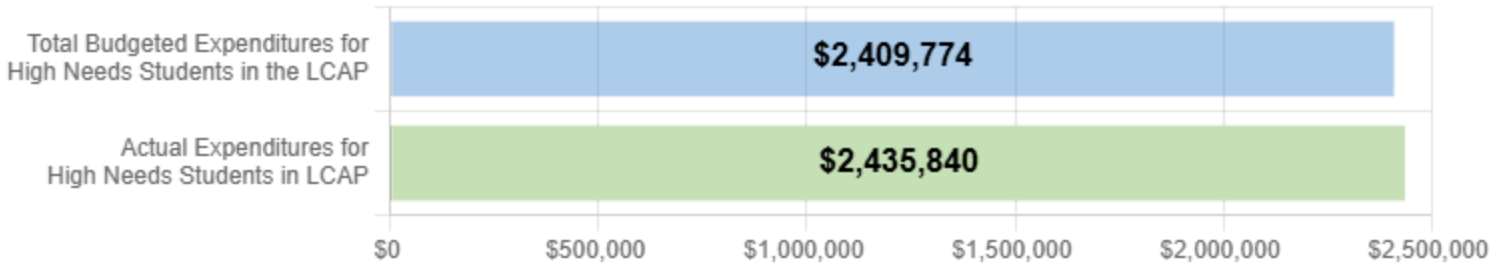 Total Budgeted Expenditures for
High Needs Students in the LCAP
$2,409,774
Actual Expenditures for
High Needs Students in LCAP
$2,435,840
$0 $500,000 $1,000,000 $1,500,000 $2,000,000 $2,500,000